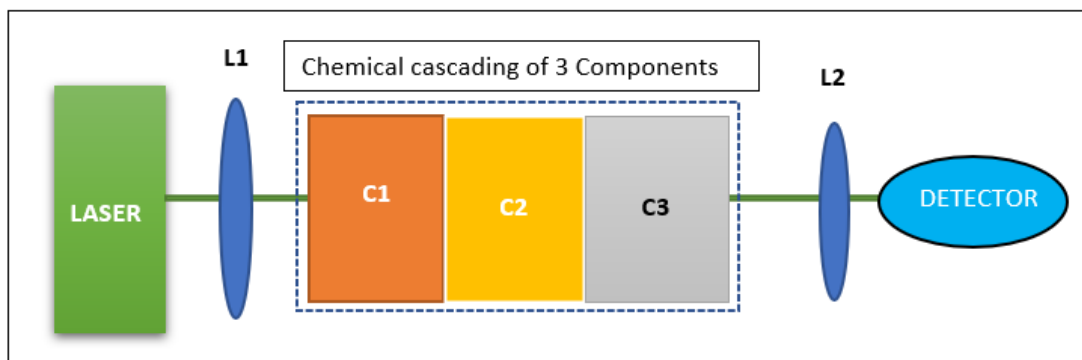 L1
Chemical cascading of 3 Components
L2
LASER
C1
C2
C3
DETECTOR